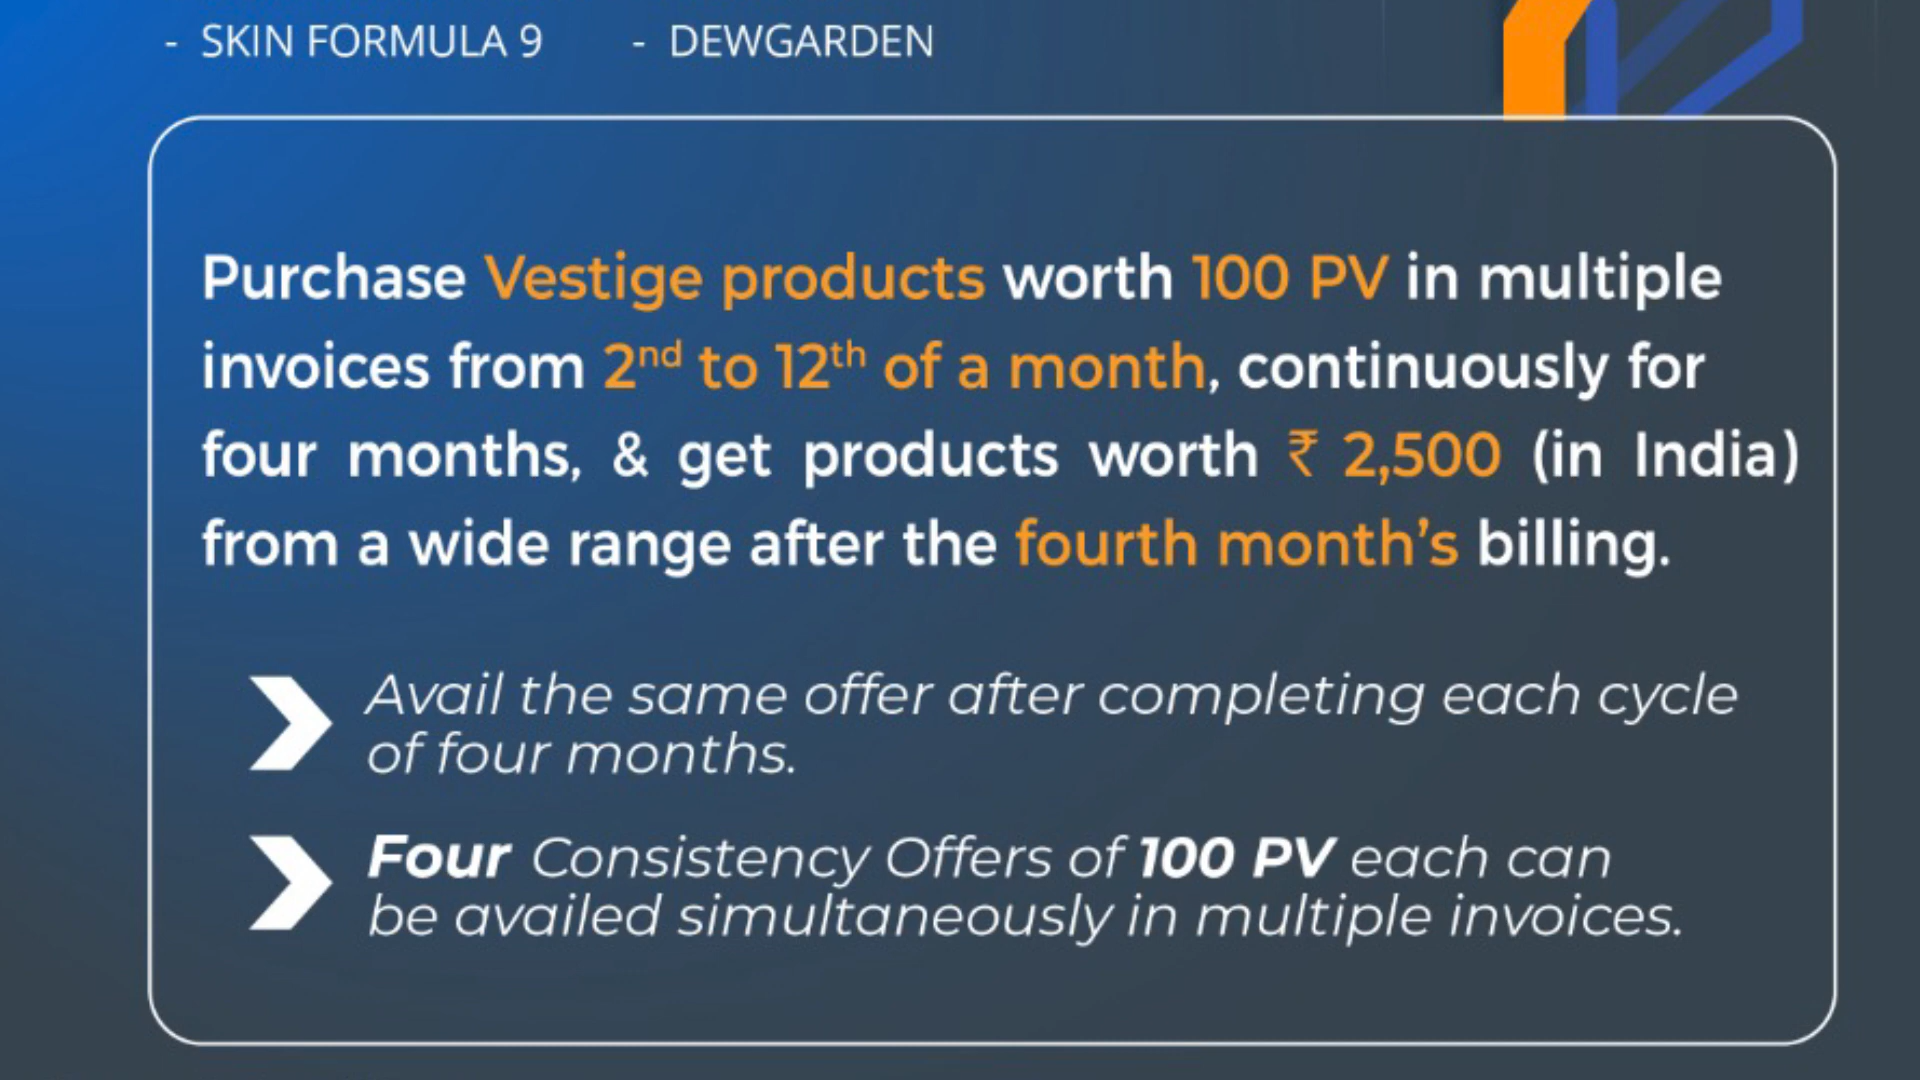 - SKIN FORMULA 9 - DEWGARDEN
Purchase Vestige products worth 100 PV in multiple
invoices from 2nd to 12th of a month, continuously for
four months, & get products worth ₹ 2,500 (in India)
from a wide range after the fourth month's billing.
Avail the same offer after completing each cycle
of four months.
Four Consistency Offers of 100 PV each can
be availed simultaneously in multiple invoices.